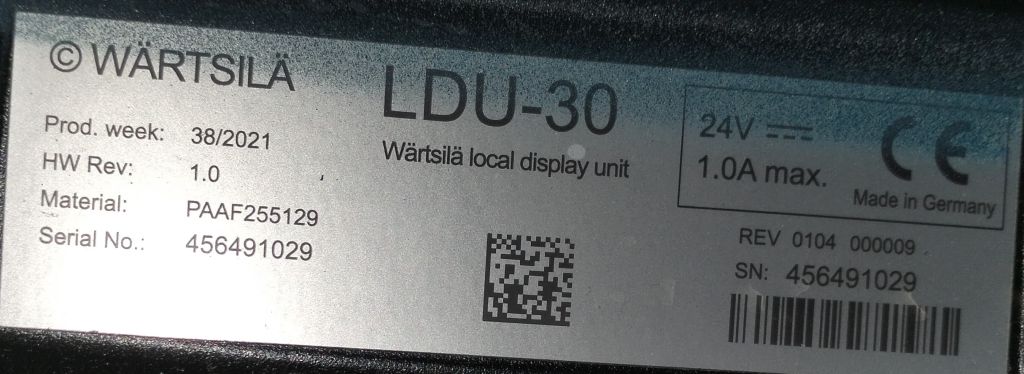 © WÄRTSILÄ
LDU-30
Wärtsilä local display unit
Prod. week: 38/2021
HW Rev: 1.0
Material: PAAF255129
Serial No.: 456491029
24V
1.0A max.
CE
Made in Germany
REV 0104 000009
SN: 456491029